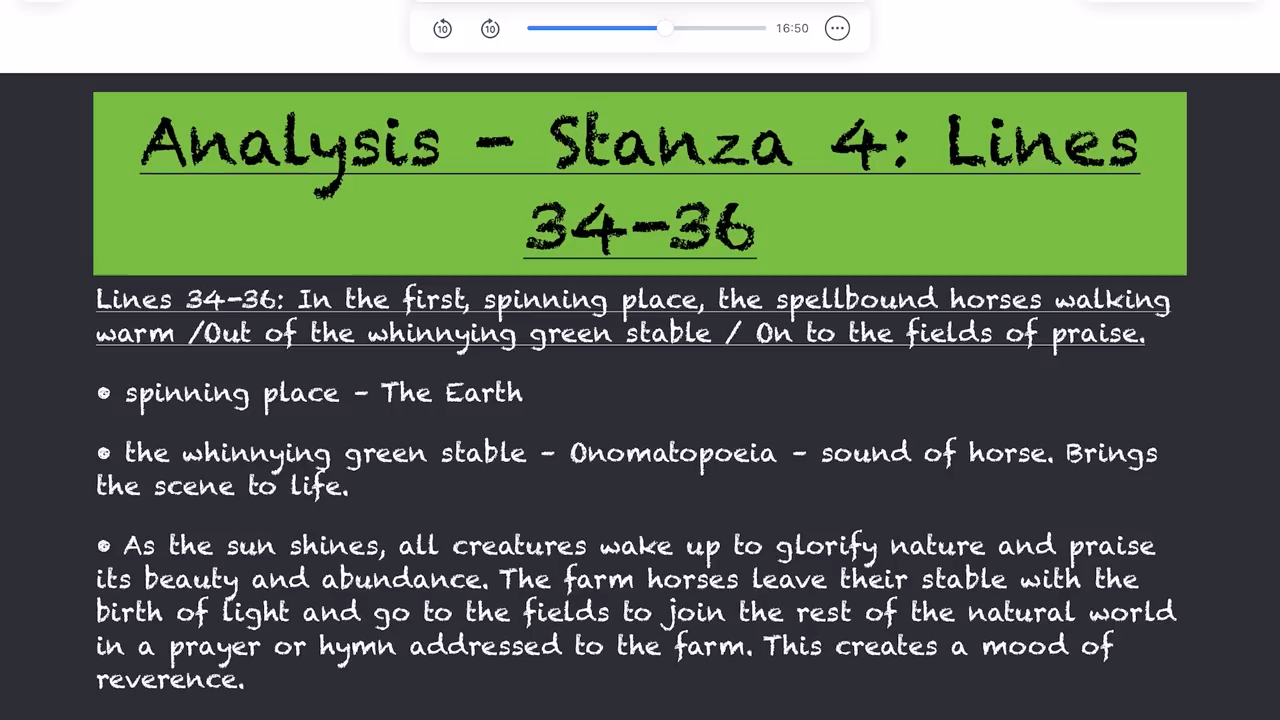 10 10 16:50
Analysis - Stanza 4: Lines
34-36
Lines 34-36: In the first, spinning place, the spellbound horses walking
warm /Out of the whinnying green stable / On to the fields of praise.
• spinning place - The Earth
• the whinnying green stable - Onomatopoeia - sound of horse. Brings
the scene to life.
• As the sun shines, all creatures wake up to glorify nature and praise
its beauty and abundance. The farm horses leave their stable with the
birth of light and go to the fields to join the rest of the natural world
in a prayer or hymn addressed to the farm. This creates a mood of
reverence.